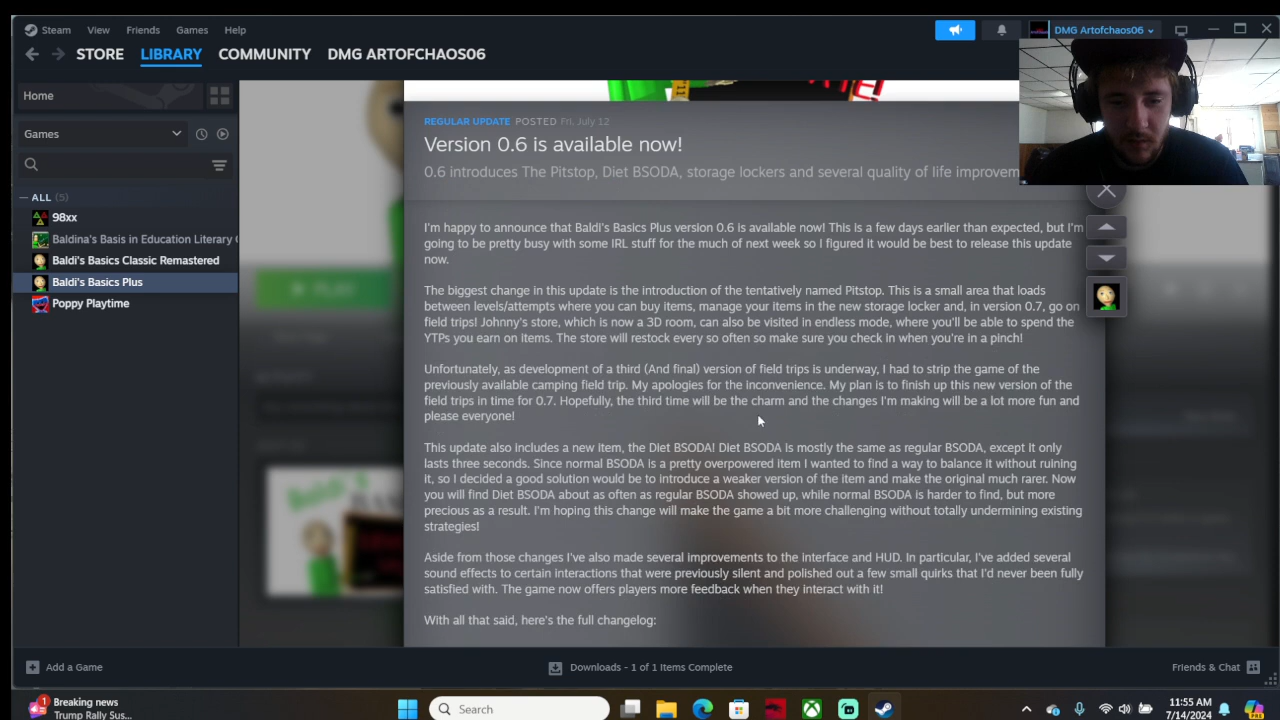 Steam View Friends Games Help
DMG Artofchaos06
STORE LIBRARY COMMUNITY DMG ARTOFCHAOS06
Home
Games
ALL (5)
98xx
Baldina's Basis in Education Literary
Baldi's Basics Classic Remastered
Baldi's Basics Plus
Poppy Playtime
REGULAR UPDATE POSTED Fri, July 12
Version 0.6 is available now!
0.6 introduces The Pitstop, Diet BSODA, storage lockers and several quality of life improvem
I'm happy to announce that Baldi's Basics Plus version 0.6 is available now! This is a few days earlier than expected, but I'm
going to be pretty busy with some IRL stuff for the much of next week so I figured it would be best to release this update
now.
The biggest change in this update is the introduction of the tentatively named Pitstop. This is a small area that loads
between levels/attempts where you can buy items, manage your items in the new storage locker and, in version 0.7, go on
field trips! Johnny's store, which is now a 3D room, can also be visited in endless mode, where you'll be able to spend the
YTPs you earn on items. The store will restock every so often so make sure you check in when you're in a pinch!
Unfortunately, as development of a third (And final) version of field trips is underway, I had to strip the game of the
previously available camping field trip. My apologies for the inconvenience. My plan is to finish up this new version of the
field trips in time for 0.7. Hopefully, the third time will be the charm and the changes I'm making will be a lot more fun and
please everyone!
This update also includes a new item, the Diet BSODA! Diet BSODA is mostly the same as regular BSODA, except it only
lasts three seconds. Since normal BSODA is a pretty overpowered item I wanted to find a way to balance it without ruining
it, so I decided a good solution would be to introduce a weaker version of the item and make the original much rarer. Now
you will find Diet BSODA about as often as regular BSODA showed up, while normal BSODA is harder to find, but more
precious as a result. I'm hoping this change will make the game a bit more challenging without totally undermining existing
strategies!
Aside from those changes I've also made several improvements to the interface and HUD. In particular, I've added several
sound effects to certain interactions that were previously silent and polished out a few small quirks that I'd never been fully
satisfied with. The game now offers players more feedback when they interact with it!
With all that said, here's the full changelog:
Add a Game
Downloads - 1 of 1 Items Complete
Friends & Chat
1
Breaking news
Trump Rally Sus...
Search
11:55 AM
7/14/2024
PRE